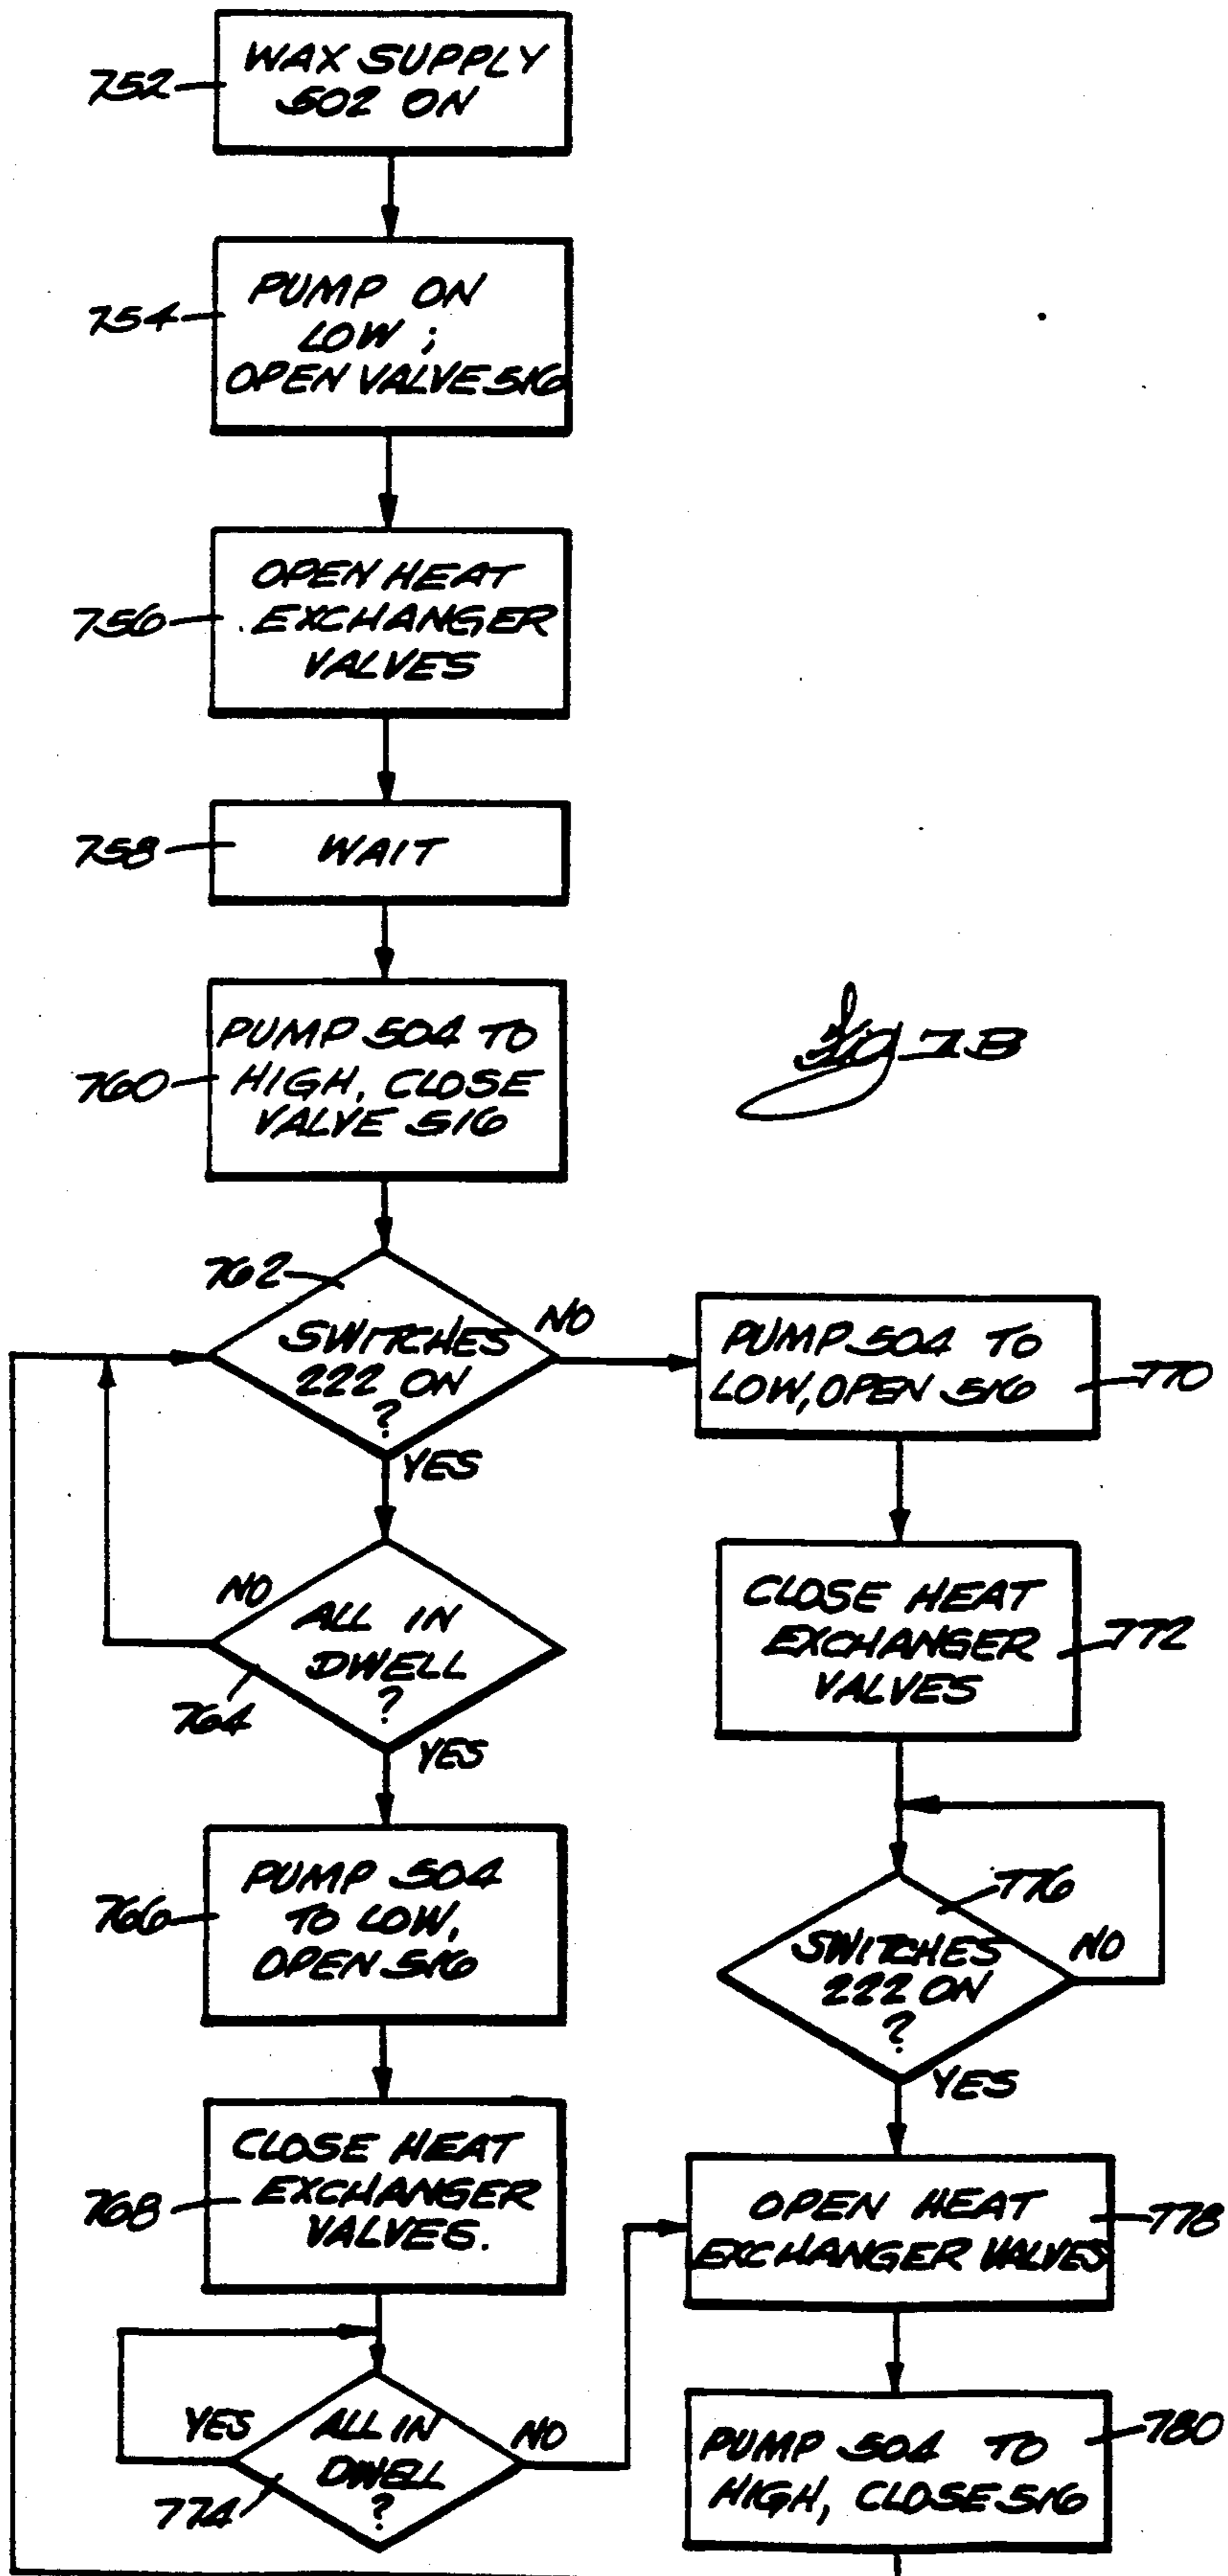 752
WAX SUPPLY
502 ON
754
PUMP ON
LOW ;
OPEN VALVE 516
756
OPEN HEAT
EXCHANGER
VALVES
758
WAIT
760
PUMP 504 TO
HIGH, CLOSE
VALVE 516
Fig 7B
762
SWITCHES
222 ON
?
NO
YES
PUMP 504 TO
LOW, OPEN 516
770
764
ALL IN
DWELL
?
NO
YES
CLOSE HEAT
EXCHANGER
VALVES
772
766
PUMP 504
TO LOW,
OPEN 516
776
SWITCHES
222 ON
?
NO
YES
768
CLOSE HEAT
EXCHANGER
VALVES.
OPEN HEAT
EXCHANGER VALVES
778
774
YES
ALL IN
DWELL
?
NO
PUMP 504 TO
HIGH, CLOSE 516
780